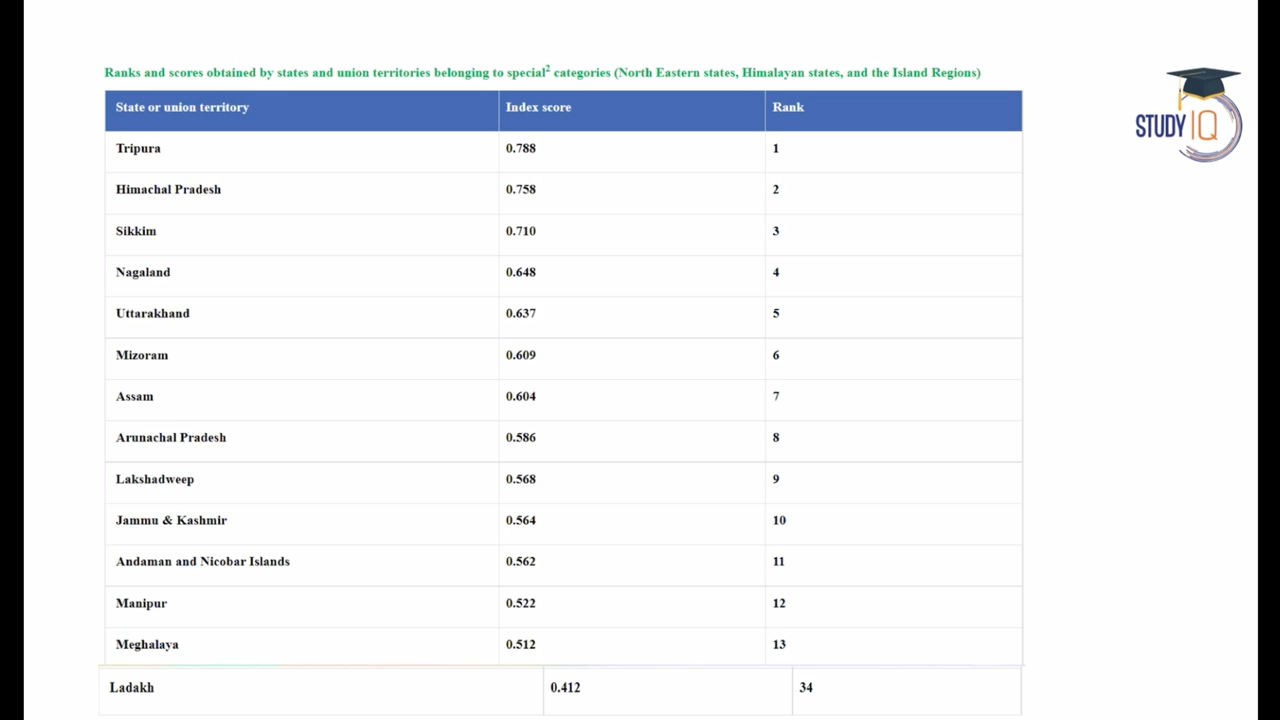 Ranks and scores obtained by states and union territories belonging to special2 categories (North Eastern states, Himalayan states, and the Island Regions)
STUDY IQ
State or union territory Index score Rank
Tripura 0.788 1
Himachal Pradesh 0.758 2
Sikkim 0.710 3
Nagaland 0.648 4
Uttarakhand 0.637 5
Mizoram 0.609 6
Assam 0.604 7
Arunachal Pradesh 0.586 8
Lakshadweep 0.568 9
Jammu & Kashmir 0.564 10
Andaman and Nicobar Islands 0.562 11
Manipur 0.522 12
Meghalaya 0.512 13
Ladakh 0.412 34